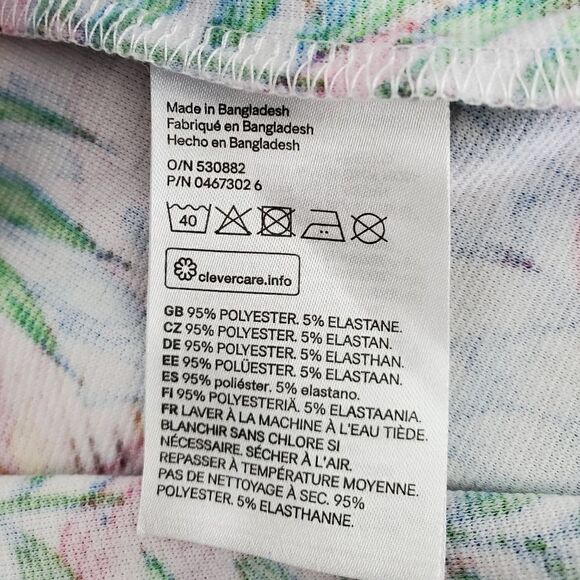 Made in Bangladesh
Fabriqué en Bangladesh
Hecho en Bangladesh
O/N 530882
P/N 0467302 6
40
clevercare.info
GB 95% POLYESTER. 5% ELASTANE.
CZ 95% POLYESTER. 5% ELASTAN.
DE 95% POLYESTER. 5% ELASTHAN.
EE 95% POLÜESTER. 5% ELASTAAN.
ES 95% poliéster. 5% elastano.
FI 95% POLYESTERIÄ. 5% ELASTAANIA.
FR LAVER À LA MACHINE À L'EAU TIÈDE.
BLANCHIR SANS CHLORE SI
NÉCESSAIRE. SÉCHER À L'AIR.
REPASSER À TEMPÉRATURE MOYENNE.
PAS DE NETTOYAGE À SEC. 95%
POLYESTER. 5% ELASTHANNE.